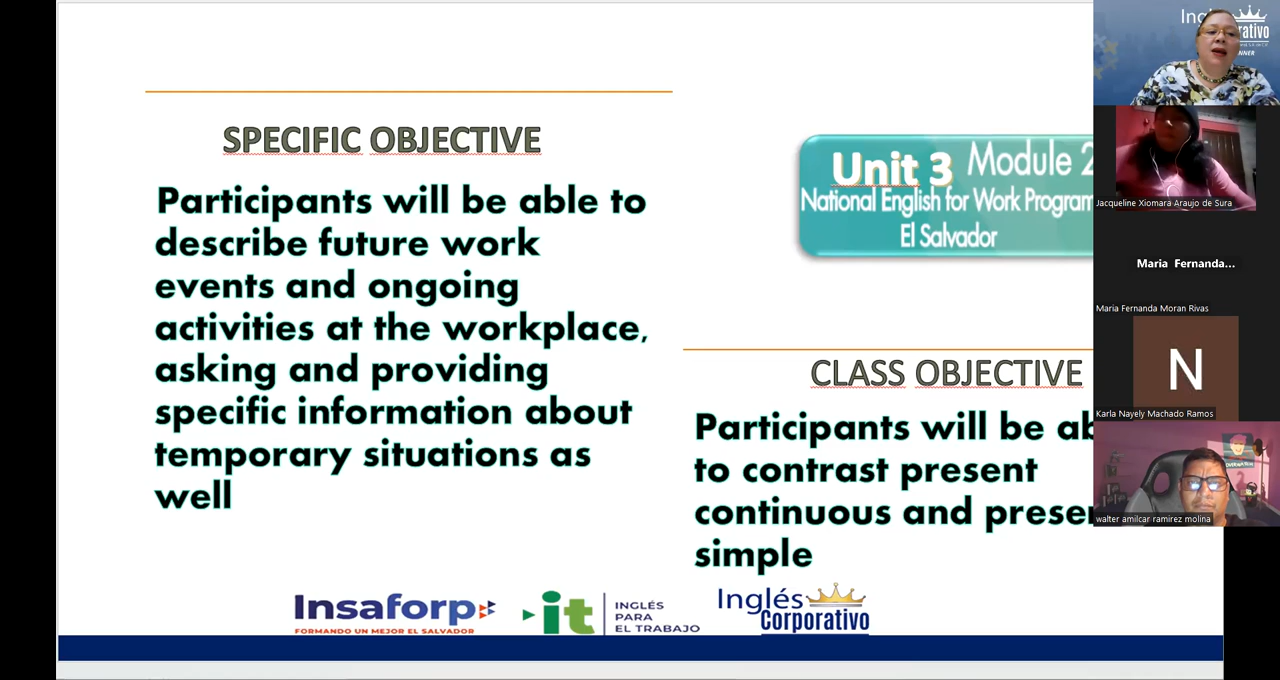 SPECIFIC OBJECTIVE
Participants will be able to
describe future work
events and ongoing
activities at the workplace,
asking and providing
specific information about
temporary situations as
well
Unit 3 Module 2
National English for Work Program
El Salvador
CLASS OBJECTIVE
Participants will be ab
to contrast present
continuous and presen
simple
Insaforp
FORMANDO UN MEJOR EL SALVADOR
it
INGLÉS
PARA
EL TRABAJO
Inglés
Corporativo
Jacqueline Xiomara Araujo de Sura
Maria Fernanda...
Maria Fernanda Moran Rivas
N
Karla Nayely Machado Ramos
walter amilcar ramirez molina